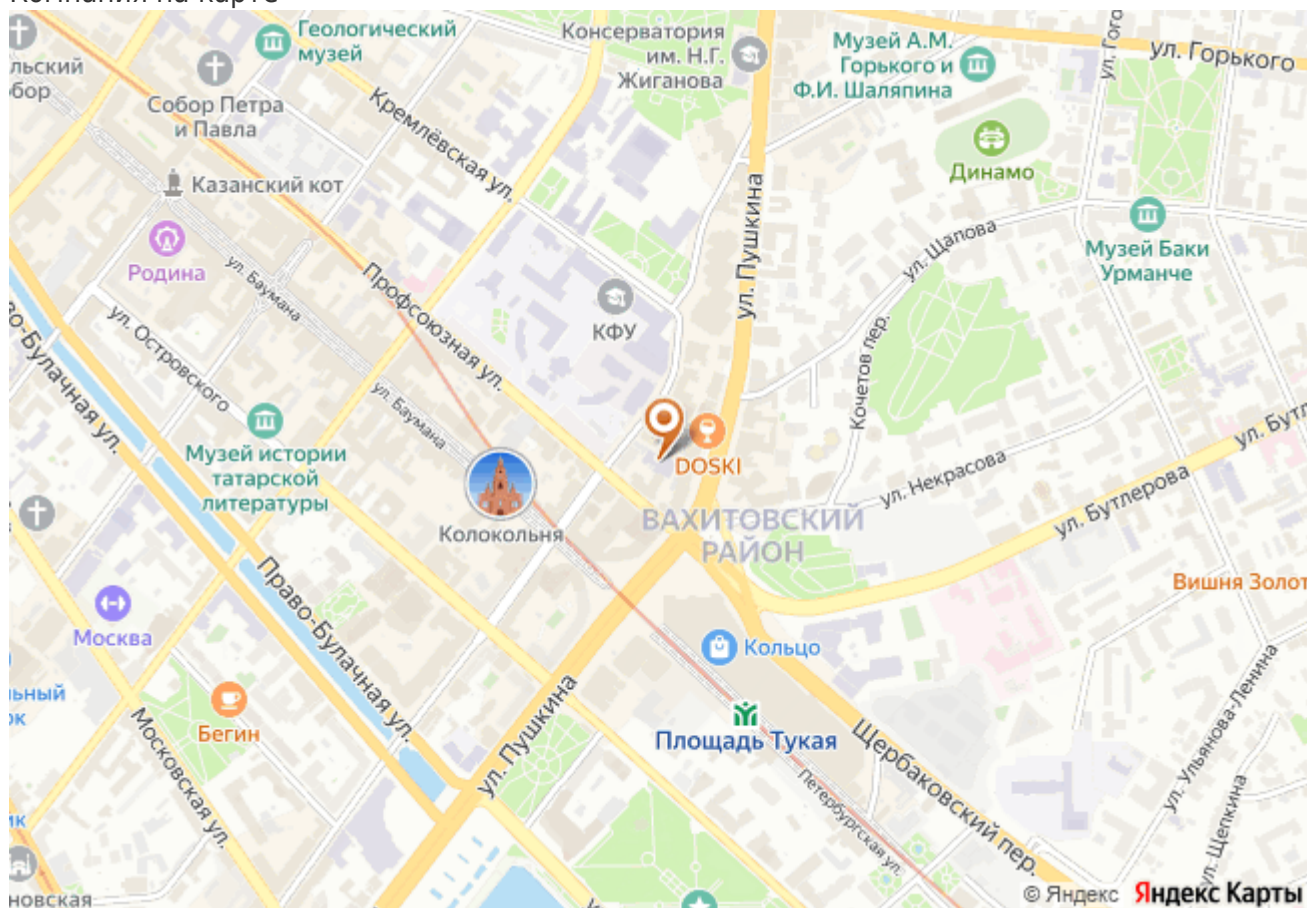 Компания на карте
Геологический
музей
Консерватория
им. Н.Г.
Жиганова
Музей А.М.
Горького и
Ф.И. Шаляпина
ул. Горького
Собор Петра
и Павла
Кремлёвская ул.
Динамо
Казанский кот
ул. Пушкина
ул. Щапова
Музей Баки
Урманче
Родина
ул. Баумана
Профсоюзная ул.
КФУ
ул. Островского
Кочетов пер.
ул. Баумана
Музей истории
татарской
литературы
DOSKI
ул. Некрасова
ул. Бутлерова
Колокольня
ВАХИТОВСКИЙ
РАЙОН
Право-Булачная ул.
Москва
Кольцо
Бегин
ул. Пушкина
Площадь Тукая
Московская ул.
Петербургская ул.
Щербаковский пер.
ул. Ульянова-Ленина
ул. Щепкина
© Яндекс Яндекс Карты